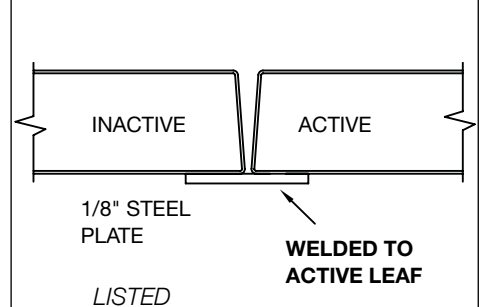 INACTIVE
ACTIVE
1/8" STEEL
PLATE
WELDED TO
ACTIVE LEAF
LISTED